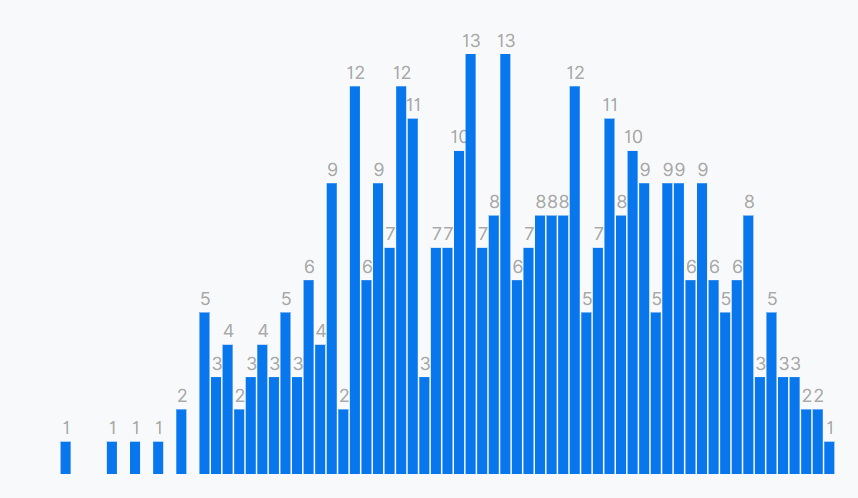 13 13
12 12 12
11 11
10 10
9 9 9 9 9 9
8 8 8 8 8 8
7 7 7 7 7 7
6 6 6 6 6 6
5 5 5 5 5 5
4 4 4
3 3 3 3 3 3 3 3
2 2 2 2 2
1 1 1 1 1